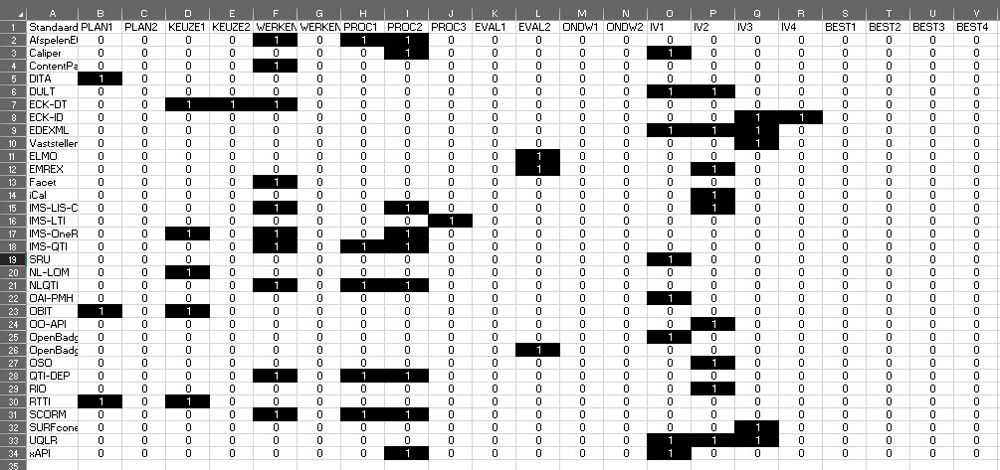 A B C D E F G H I J K L M N O P Q R S T U V
1 Standaard PLAN1 PLAN2 KEUZE1 KEUZE2 WERKEN WERKEN PROC1 PROC2 PROC3 EVAL1 EVAL2 ONDW1 ONDW2 IV1 IV2 IV3 IV4 BEST1 BEST2 BEST3 BEST4
2 AfspelenE 0 0 0 0 1 0 1 1 0 0 0 0 0 0 0 0 0 0 0 0 0
3 Caliper 0 0 0 0 0 0 0 1 0 0 0 0 0 1 0 0 0 0 0 0 0
4 ContentPa 0 0 0 0 1 0 0 0 0 0 0 0 0 0 0 0 0 0 0 0 0
5 DITA 1 0 0 0 0 0 0 0 0 0 0 0 0 0 0 0 0 0 0 0 0
6 DULT 0 0 0 0 0 0 0 0 0 0 0 0 0 1 1 0 0 0 0 0 0
7 ECK-DT 0 0 1 1 1 0 0 0 0 0 0 0 0 0 0 0 0 0 0 0 0
8 ECK-ID 0 0 0 0 0 0 0 0 0 0 0 0 0 0 0 1 1 0 0 0 0
9 EDEXML 0 0 0 0 0 0 0 0 0 0 0 0 0 1 1 1 0 0 0 0 0
10 Vaststeller 0 0 0 0 0 0 0 0 0 0 0 0 0 0 0 1 0 0 0 0 0
11 ELMO 0 0 0 0 0 0 0 0 0 0 1 0 0 0 0 0 0 0 0 0 0
12 EMREX 0 0 0 0 0 0 0 0 0 0 1 0 0 0 1 0 0 0 0 0 0
13 Facet 0 0 0 0 1 0 0 0 0 0 0 0 0 0 0 0 0 0 0 0 0
14 iCal 0 0 0 0 0 0 0 0 0 0 0 0 0 0 1 0 0 0 0 0 0
15 IMS-LIS-C 0 0 0 0 1 0 0 1 0 0 0 0 0 0 1 0 0 0 0 0 0
16 IMS-LTI 0 0 0 0 0 0 0 0 1 0 0 0 0 0 0 0 0 0 0 0 0
17 IMS-OneR 0 0 1 0 1 0 0 1 0 0 0 0 0 0 0 0 0 0 0 0 0
18 IMS-QTI 0 0 0 0 1 0 1 1 0 0 0 0 0 0 0 0 0 0 0 0 0
19 SRU 0 0 0 0 0 0 0 0 0 0 0 0 0 1 0 0 0 0 0 0 0
20 NL-LOM 0 0 1 0 0 0 0 0 0 0 0 0 0 0 0 0 0 0 0 0 0
21 NLQTI 0 0 0 0 1 0 1 1 0 0 0 0 0 0 0 0 0 0 0 0 0
22 OAI-PMH 0 0 0 0 0 0 0 0 0 0 0 0 0 1 0 0 0 0 0 0 0
23 OBIT 1 0 1 0 0 0 0 0 0 0 0 0 0 0 0 0 0 0 0 0 0
24 OO-API 0 0 0 0 0 0 0 0 0 0 0 0 0 0 1 0 0 0 0 0 0
25 OpenBadg 0 0 0 0 0 0 0 0 0 0 0 0 0 1 0 0 0 0 0 0 0
26 OpenBadg 0 0 0 0 0 0 0 0 0 0 1 0 0 0 0 0 0 0 0 0 0
27 OSO 0 0 0 0 0 0 0 0 0 0 0 0 0 0 1 0 0 0 0 0 0
28 QTI-DEP 0 0 0 0 1 0 1 1 0 0 0 0 0 0 0 0 0 0 0 0 0
29 RIO 0 0 0 0 0 0 0 0 0 0 0 0 0 0 1 0 0 0 0 0 0
30 RTTI 1 0 1 0 0 0 0 0 0 0 0 0 0 0 0 0 0 0 0 0 0
31 SCORM 0 0 0 0 1 0 1 1 0 0 0 0 0 0 0 0 0 0 0 0 0
32 SURFcone 0 0 0 0 0 0 0 0 0 0 0 0 0 0 0 1 0 0 0 0 0
33 UQLR 0 0 0 0 0 0 0 0 0 0 0 0 0 1 1 1 0 0 0 0 0
34 xAPI 0 0 0 0 0 0 0 1 0 0 0 0 0 1 0 0 0 0 0 0 0
35